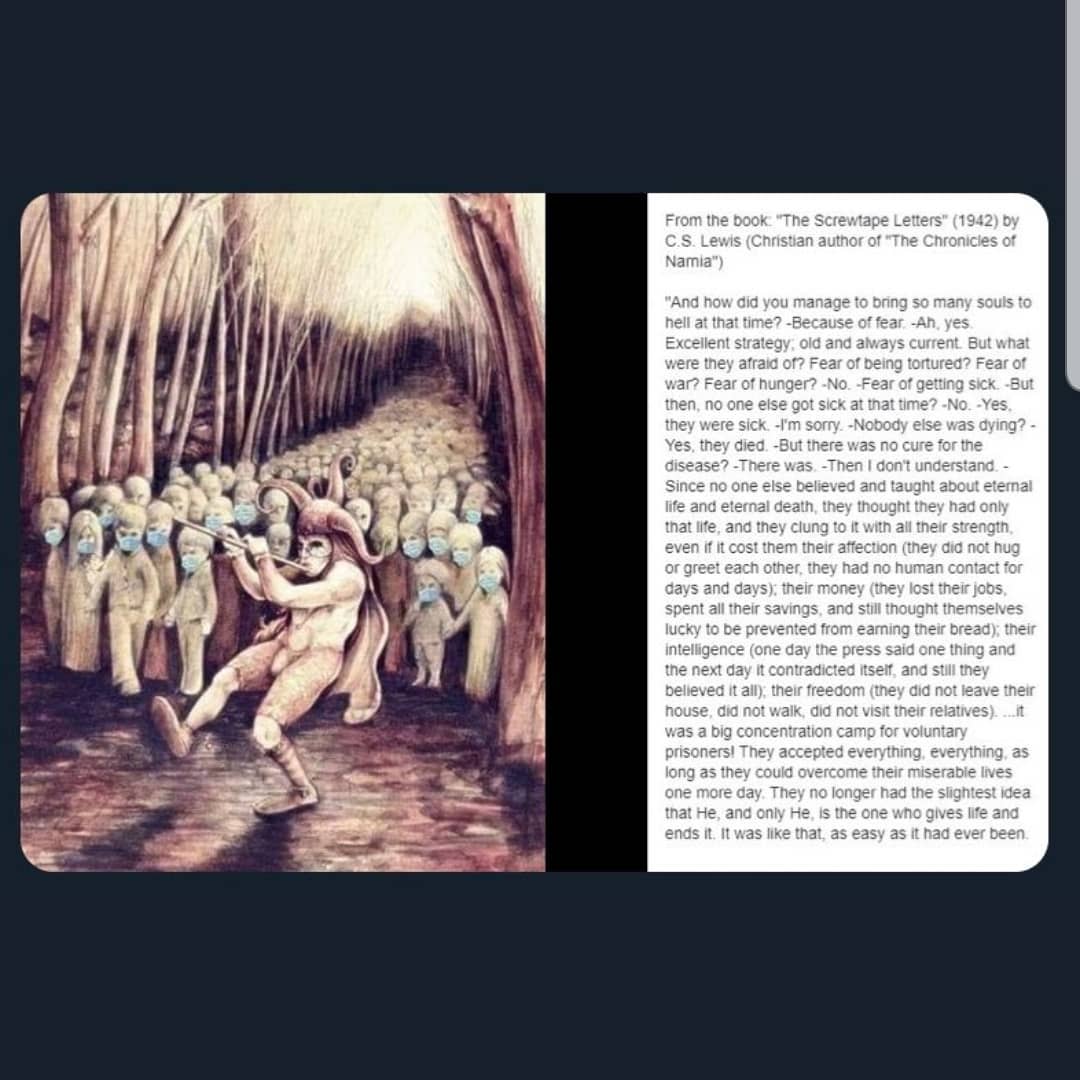 From the book: "The Screwtape Letters" (1942) by
C.S. Lewis (Christian author of "The Chronicles of
Narnia")
"And how did you manage to bring so many souls to
hell at that time? -Because of fear. -Ah, yes.
Excellent strategy; old and always current. But what
were they afraid of? Fear of being tortured? Fear of
war? Fear of hunger? -No. -Fear of getting sick. -But
then, no one else got sick at that time? -No. -Yes,
they were sick. -I'm sorry. -Nobody else was dying? -
Yes, they died. -But there was no cure for the
disease? -There was. -Then I don't understand. -
Since no one else believed and taught about eternal
life and eternal death, they thought they had only
that life, and they clung to it with all their strength,
even if it cost them their affection (they did not hug
or greet each other, they had no human contact for
days and days); their money (they lost their jobs,
spent all their savings, and still thought themselves
lucky to be prevented from earning their bread); their
intelligence (one day the press said one thing and
the next day it contradicted itself, and still they
believed it all); their freedom (they did not leave their
house, did not walk, did not visit their relatives). ...it
was a big concentration camp for voluntary
prisoners! They accepted everything, everything, as
long as they could overcome their miserable lives
one more day. They no longer had the slightest idea
that He, and only He, is the one who gives life and
ends it. It was like that, as easy as it had ever been.